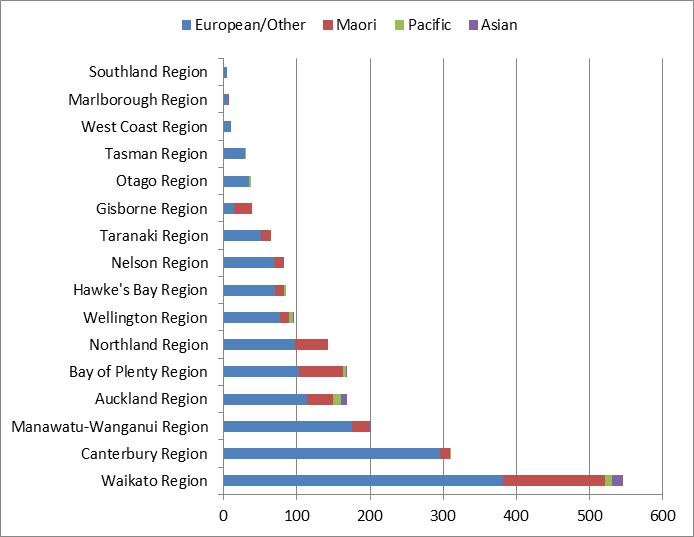 European/Other Maori Pacific Asian
Southland Region
Marlborough Region
West Coast Region
Tasman Region
Otago Region
Gisborne Region
Taranaki Region
Nelson Region
Hawke's Bay Region
Wellington Region
Northland Region
Bay of Plenty Region
Auckland Region
Manawatu-Wanganui Region
Canterbury Region
Waikato Region
0 100 200 300 400 500 600